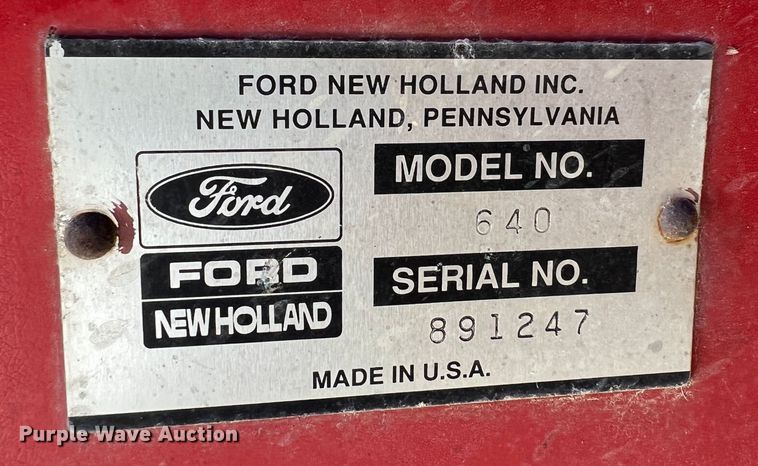 FORD NEW HOLLAND INC.
NEW HOLLAND, PENNSYLVANIA
Ford
FORD
NEW HOLLAND
MODEL NO.
640
SERIAL NO.
891247
MADE IN U.S.A.
Purple Wave Auction